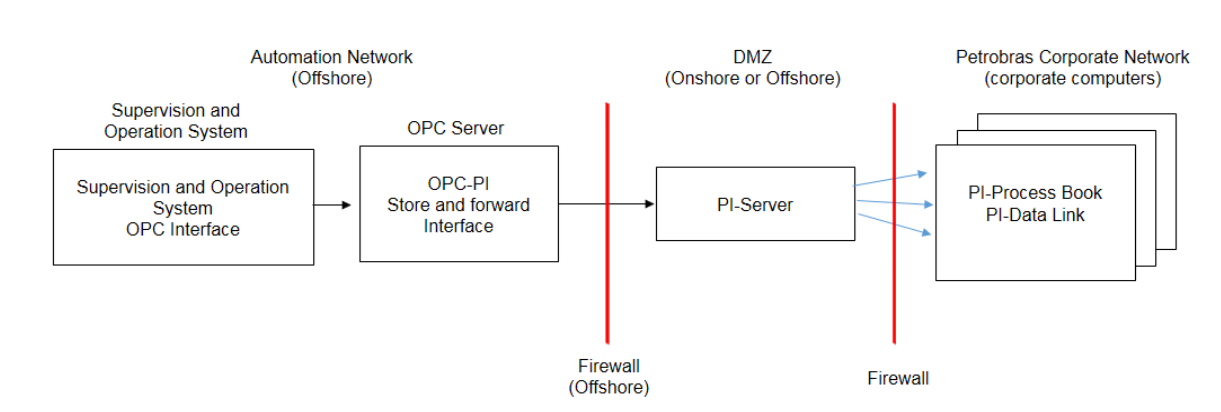 Automation Network
(Offshore)
DMZ
(Onshore or Offshore)
Petrobras Corporate Network
(corporate computers)
Supervision and
Operation System
OPC Server
Supervision and Operation
System
OPC Interface
OPC-PI
Store and forward
Interface
PI-Server
PI-Process Book
PI-Data Link
Firewall
(Offshore)
Firewall